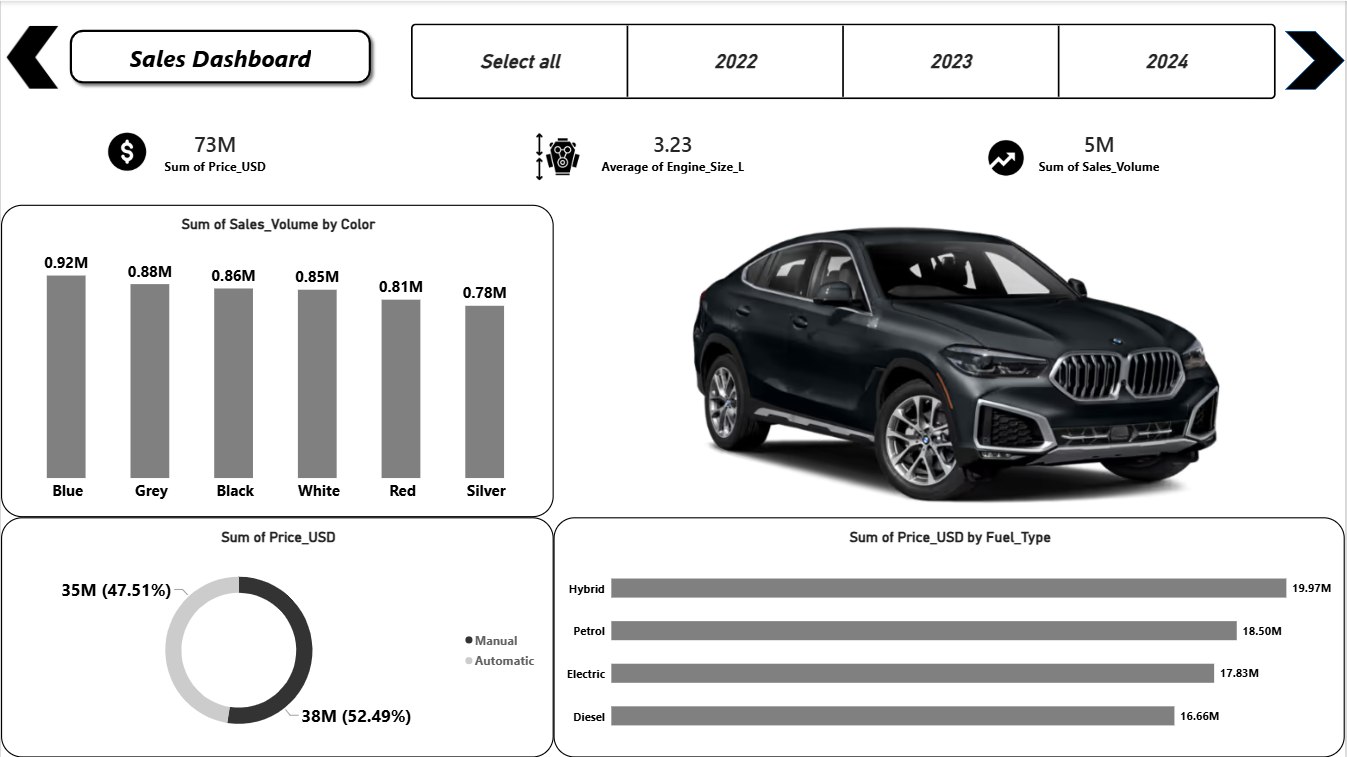 Sales Dashboard
Select all
2022
2023
2024
73M
Sum of Price_USD
3.23
Average of Engine_Size_L
5M
Sum of Sales_Volume
Sum of Sales_Volume by Color
0.92M
0.88M
0.86M
0.85M
0.81M
0.78M
Blue
Grey
Black
White
Red
Silver
Sum of Price_USD
35M (47.51%)
38M (52.49%)
Manual
Automatic
Sum of Price_USD by Fuel_Type
Hybrid
19.97M
Petrol
18.50M
Electric
17.83M
Diesel
16.66M